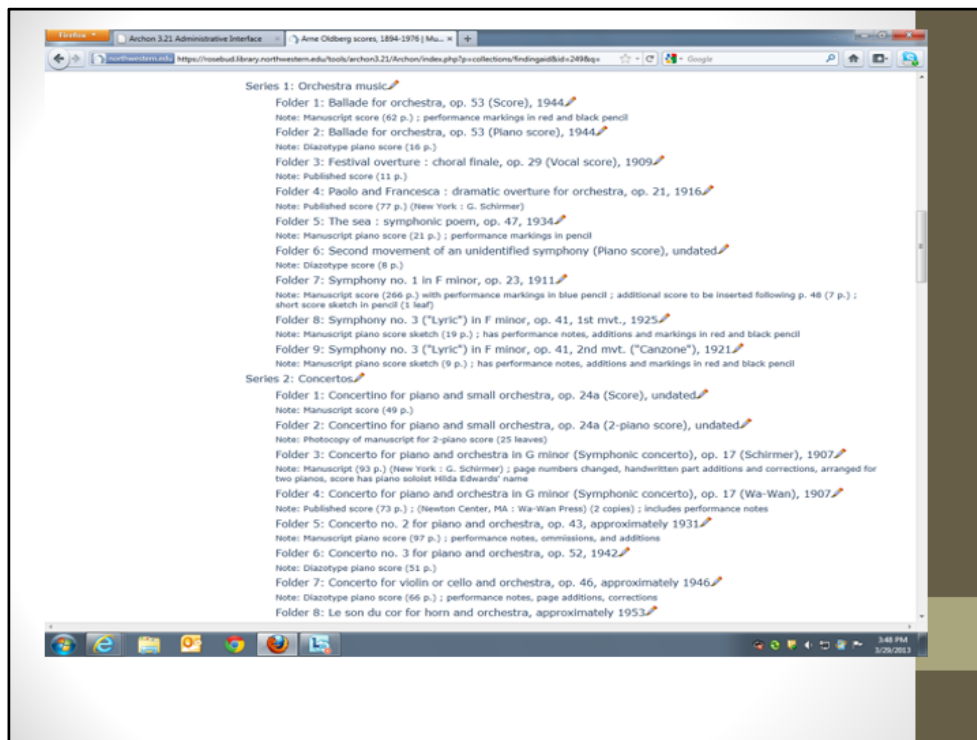 Firefox
Archon 3.21 Administrative Interface
Arne Oldberg scores, 1894-1976 | Mu...
northwestern.edu https://rosebud.library.northwestern.edu/tools/archon3.21/Archon/index.php?p=collections/findingaid&id=249&q=
Google
Series 1: Orchestra music
Folder 1: Ballade for orchestra, op. 53 (Score), 1944
Note: Manuscript score (62 p.) ; performance markings in red and black pencil
Folder 2: Ballade for orchestra, op. 53 (Piano score), 1944
Note: Diazotype piano score (16 p.)
Folder 3: Festival overture : choral finale, op. 29 (Vocal score), 1909
Note: Published score (11 p.)
Folder 4: Paolo and Francesca : dramatic overture for orchestra, op. 21, 1916
Note: Published score (77 p.) (New York : G. Schirmer)
Folder 5: The sea : symphonic poem, op. 47, 1934
Note: Manuscript piano score (21 p.) ; performance markings in pencil
Folder 6: Second movement of an unidentified symphony (Piano score), undated
Note: Diazotype score (8 p.)
Folder 7: Symphony no. 1 in F minor, op. 23, 1911
Note: Manuscript score (266 p.) with performance markings in blue pencil ; additional score to be inserted following p. 48 (7 p.) ;
short score sketch in pencil (1 leaf)
Folder 8: Symphony no. 3 ("Lyric") in F minor, op. 41, 1st mvt., 1925
Note: Manuscript piano score sketch (19 p.) ; has performance notes, additions and markings in red and black pencil
Folder 9: Symphony no. 3 ("Lyric") in F minor, op. 41, 2nd mvt. ("Canzone"), 1921
Note: Manuscript piano score sketch (9 p.) ; has performance notes, additions and markings in red and black pencil
Series 2: Concertos
Folder 1: Concertino for piano and small orchestra, op. 24a (Score), undated
Note: Manuscript score (49 p.)
Folder 2: Concertino for piano and small orchestra, op. 24a (2-piano score), undated
Note: Photocopy of manuscript for 2-piano score (25 leaves)
Folder 3: Concerto for piano and orchestra in G minor (Symphonic concerto), op. 17 (Schirmer), 1907
Note: Manuscript (93 p.) (New York : G. Schirmer) ; page numbers changed, handwritten part additions and corrections, arranged for
two pianos, score has piano soloist Hilda Edwards' name
Folder 4: Concerto for piano and orchestra in G minor (Symphonic concerto), op. 17 (Wa-Wan), 1907
Note: Published score (73 p.) ; (Newton Center, MA : Wa-Wan Press) (2 copies) ; includes performance notes
Folder 5: Concerto no. 2 for piano and orchestra, op. 43, approximately 1931
Note: Manuscript piano score (97 p.) ; performance notes, ommissions, and additions
Folder 6: Concerto no. 3 for piano and orchestra, op. 52, 1942
Note: Diazotype piano score (51 p.)
Folder 7: Concerto for violin or cello and orchestra, op. 46, approximately 1946
Note: Diazotype piano score (66 p.) ; performance notes, page additions, corrections
Folder 8: Le son du cor for horn and orchestra, approximately 1953
3:48 PM
3/29/2013